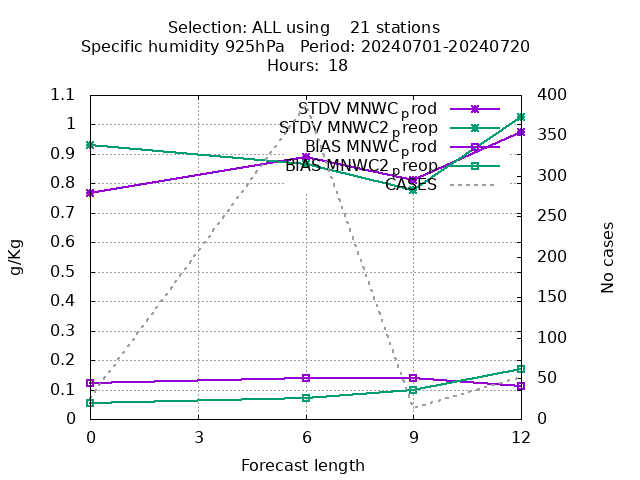 Selection: ALL using 21 stations
Specific humidity 925hPa Period: 20240701-20240720
Hours: 18
STDV MNWC_prod
STDV MNWC2_preop
BIAS MNWC_prod
BIAS MNWC2_preop
CASES
g/Kg
1.1
1
0.9
0.8
0.7
0.6
0.5
0.4
0.3
0.2
0.1
0
No cases
400
350
300
250
200
150
100
50
0
0 3 6 9 12
Forecast length